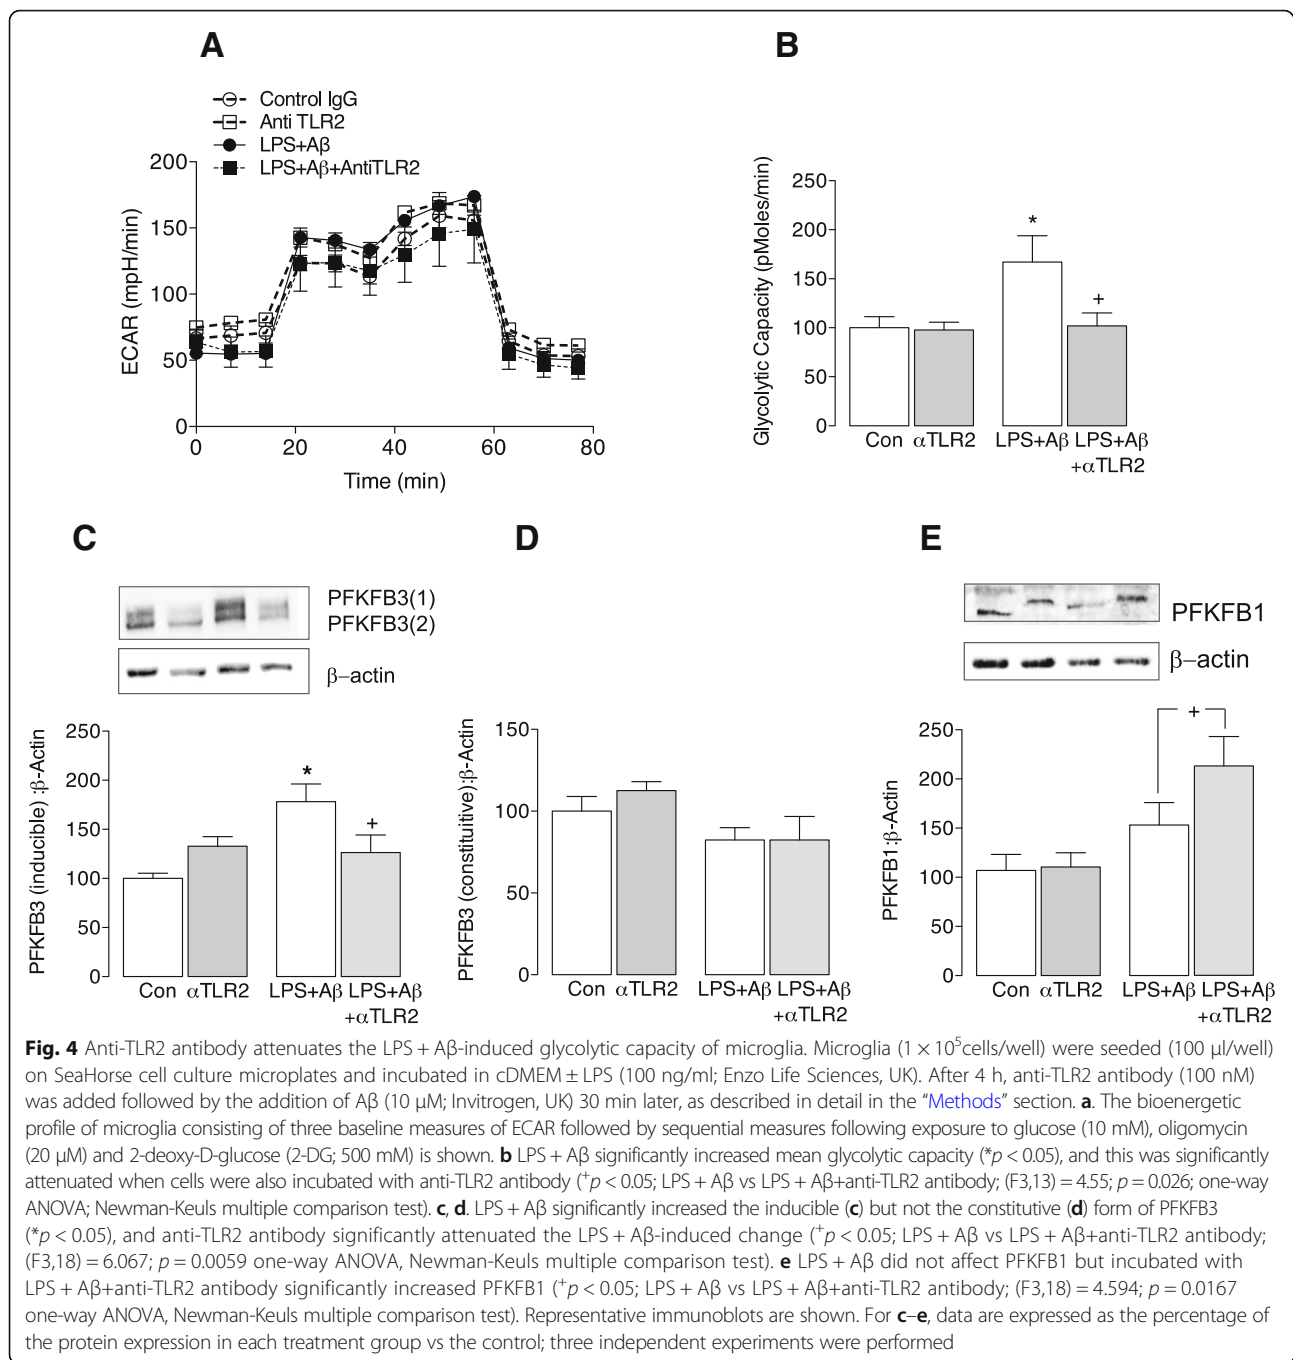 A
Control IgG
Anti TLR2
LPS+Aβ
LPS+Aβ+AntiTLR2
200
150
100
50
0
ECAR (mpH/min)
0 20 40 60 80
Time (min)
B
Glycolytic Capacity (pMoles/min)
250
200
150
100
50
0
*
+
Con αTLR2 LPS+Aβ LPS+Aβ
+αTLR2
C
PFKFB3(1)
PFKFB3(2)
β–actin
PFKFB3 (inducible) :β-Actin
250
200
150
100
50
0
*
+
Con αTLR2 LPS+Aβ LPS+Aβ
+αTLR2
D
PFKFB3 (constituitive):β-Actin
150
100
50
0
Con αTLR2 LPS+Aβ LPS+Aβ
+αTLR2
E
PFKFB1
β–actin
PFKFB1:β-Actin
250
200
150
100
50
0
+
Con αTLR2 LPS+Aβ LPS+Aβ
+αTLR2
Fig. 4 Anti-TLR2 antibody attenuates the LPS + Aβ-induced glycolytic capacity of microglia. Microglia (1 × 10⁵cells/well) were seeded (100 μl/well)
on SeaHorse cell culture microplates and incubated in cDMEM ± LPS (100 ng/ml; Enzo Life Sciences, UK). After 4 h, anti-TLR2 antibody (100 nM)
was added followed by the addition of Aβ (10 μM; Invitrogen, UK) 30 min later, as described in detail in the “Methods” section. a. The bioenergetic
profile of microglia consisting of three baseline measures of ECAR followed by sequential measures following exposure to glucose (10 mM), oligomycin
(20 μM) and 2-deoxy-D-glucose (2-DG; 500 mM) is shown. b LPS + Aβ significantly increased mean glycolytic capacity (*p < 0.05), and this was significantly
attenuated when cells were also incubated with anti-TLR2 antibody (⁺p < 0.05; LPS + Aβ vs LPS + Aβ+anti-TLR2 antibody; (F3,13) = 4.55; p = 0.026; one-way
ANOVA; Newman-Keuls multiple comparison test). c, d. LPS + Aβ significantly increased the inducible (c) but not the constitutive (d) form of PFKFB3
(*p < 0.05), and anti-TLR2 antibody significantly attenuated the LPS + Aβ-induced change (⁺p < 0.05; LPS + Aβ vs LPS + Aβ+anti-TLR2 antibody;
(F3,18) = 6.067; p = 0.0059 one-way ANOVA, Newman-Keuls multiple comparison test). e LPS + Aβ did not affect PFKFB1 but incubated with
LPS + Aβ+anti-TLR2 antibody significantly increased PFKFB1 (⁺p < 0.05; LPS + Aβ vs LPS + Aβ+anti-TLR2 antibody; (F3,18) = 4.594; p = 0.0167
one-way ANOVA, Newman-Keuls multiple comparison test). Representative immunoblots are shown. For c–e, data are expressed as the percentage of
the protein expression in each treatment group vs the control; three independent experiments were performed